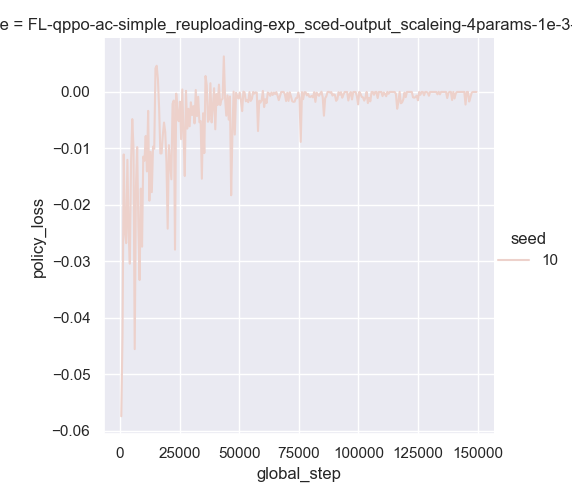 e = FL-qppo-ac-simple_reuploading-exp_sced-output_scaleing-4params-1e-3-
0.00
−0.01
−0.02
−0.03
−0.04
−0.05
−0.06
policy_loss
0 25000 50000 75000 100000 125000 150000
global_step
seed
10